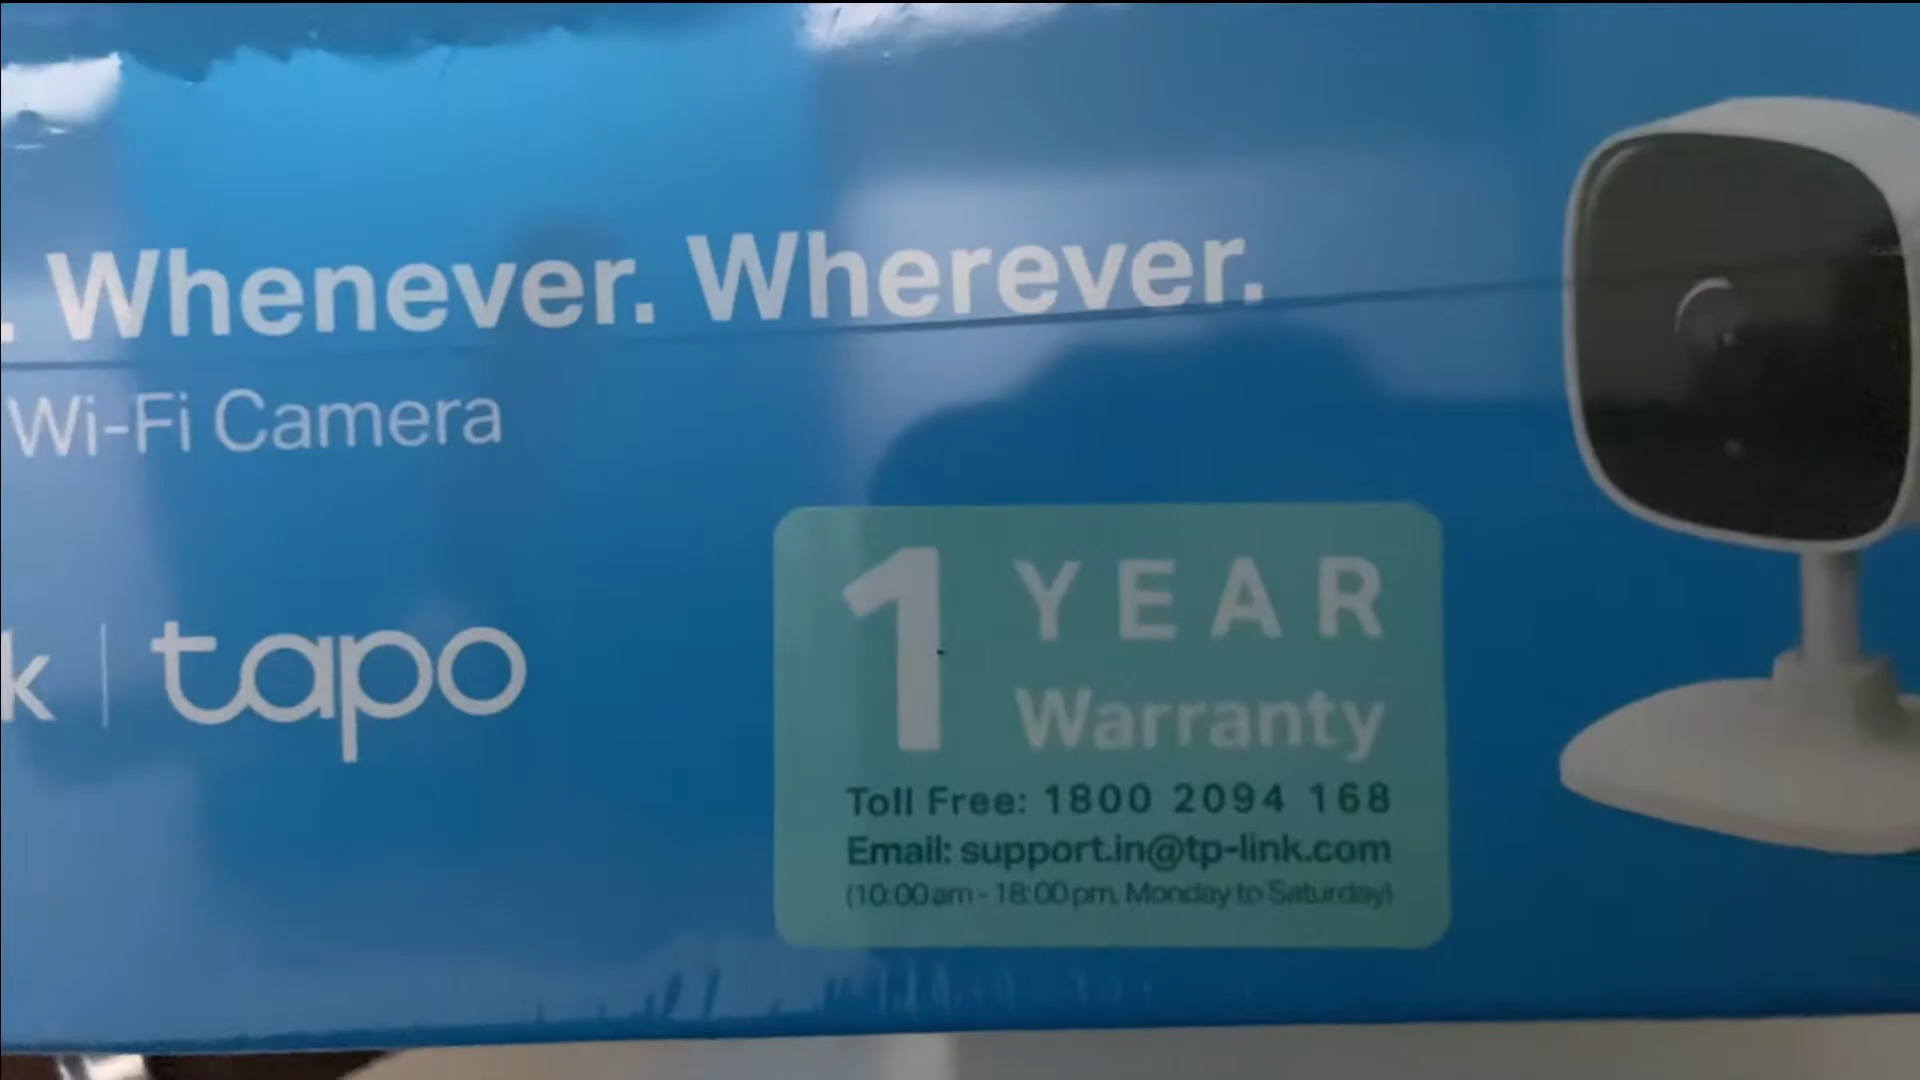 . Whenever. Wherever.
Wi-Fi Camera
k | tapo
1 YEAR
Warranty
Toll Free: 1800 2094 168
Email: support.in@tp-link.com
(10:00 am - 18:00 pm, Monday to Saturday)